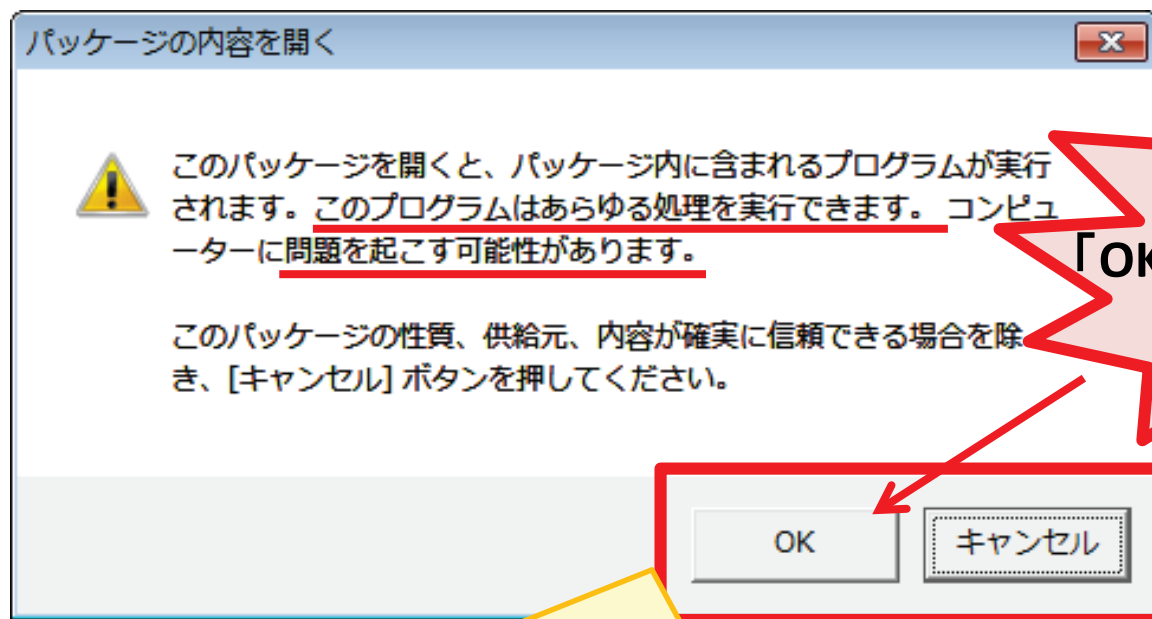 パッケージの内容を開く
このパッケージを開くと、パッケージ内に含まれるプログラムが実行
されます。このプログラムはあらゆる処理を実行できます。 コンピュ
ーターに問題を起こす可能性があります。
「OK
このパッケージの性質、供給元、内容が確実に信頼できる場合を除
き、[キャンセル] ボタンを押してください。
OK
キャンセル